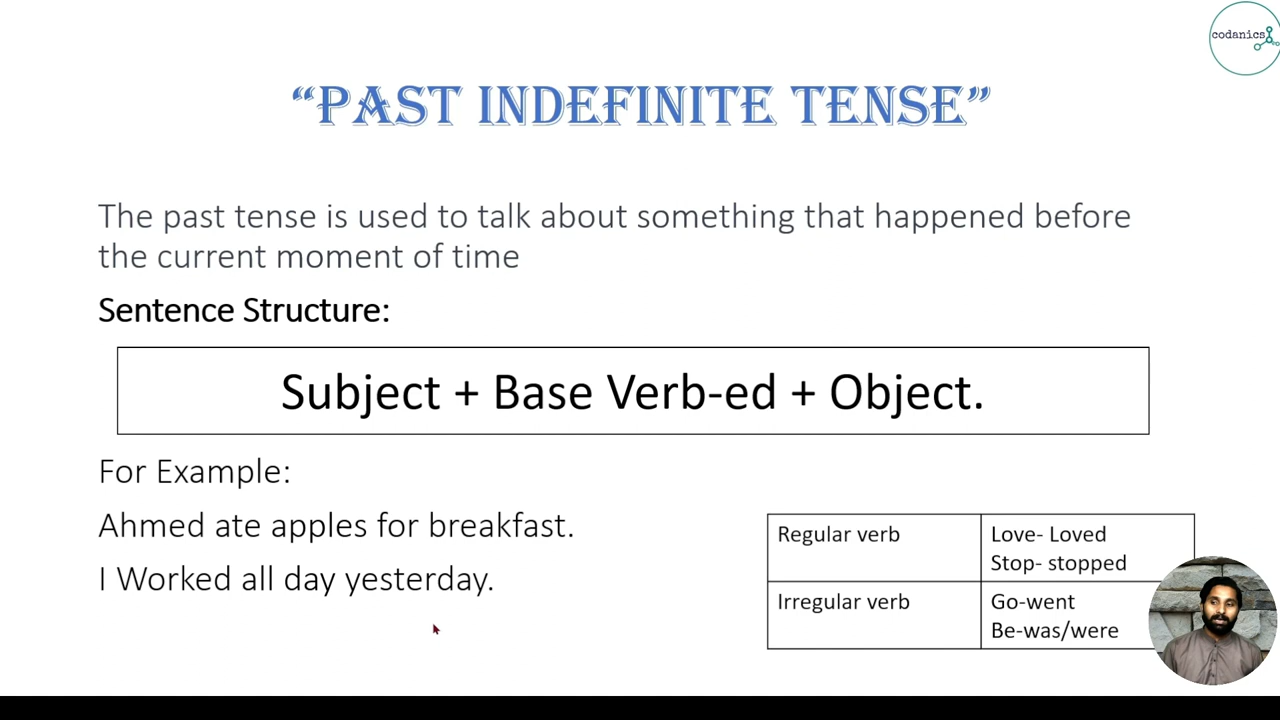 codanics
“PAST INDEFINITE TENSE”
The past tense is used to talk about something that happened before
the current moment of time
Sentence Structure:
Subject + Base Verb-ed + Object.
For Example:
Ahmed ate apples for breakfast.
I Worked all day yesterday.
Regular verb
Love- Loved
Stop- stopped
Irregular verb
Go-went
Be-was/were